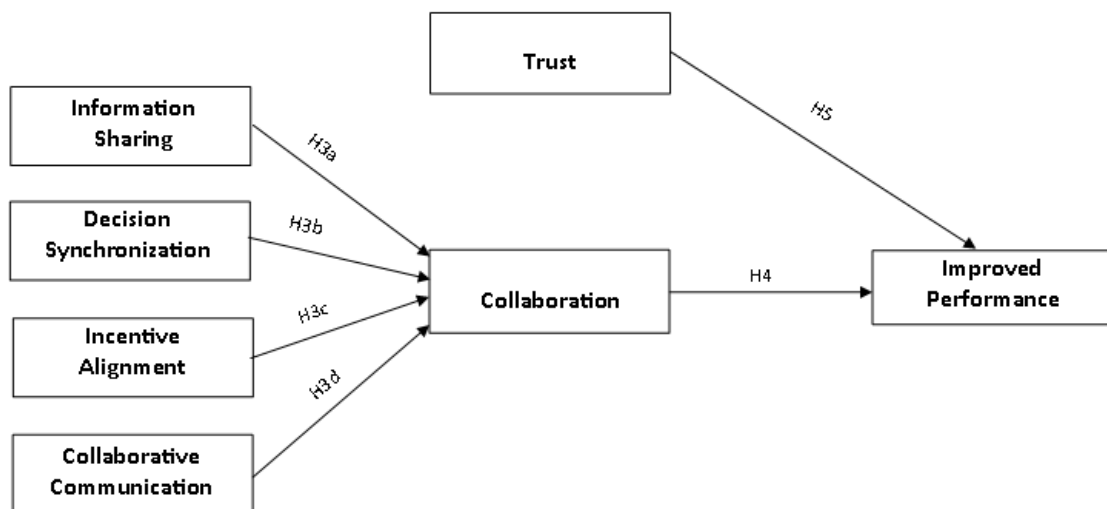 Trust
Information
Sharing
H5
H3a
Decision
Synchronization
H3b
Collaboration
H4
Improved
Performance
Incentive
Alignment
H3c
H3d
Collaborative
Communication